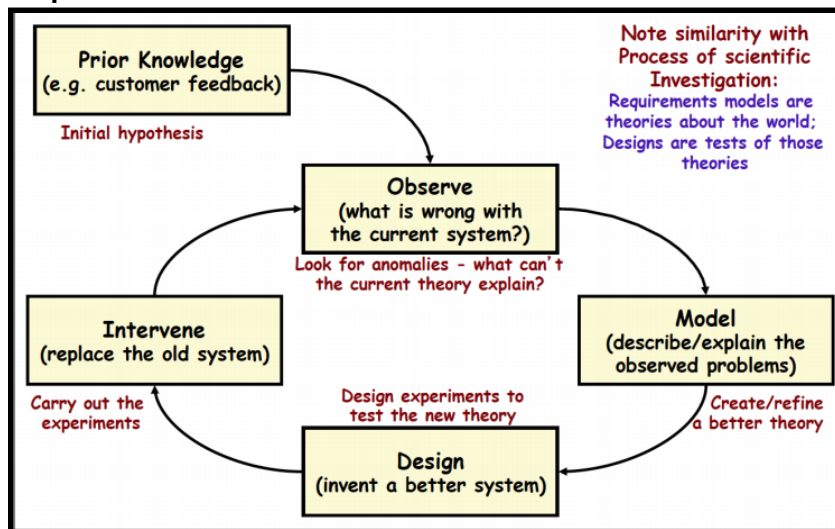 Prior Knowledge
(e.g. customer feedback)
Initial hypothesis
Note similarity with
Process of scientific
Investigation:
Requirements models are
theories about the world;
Designs are tests of those
theories
Observe
(what is wrong with
the current system?)
Look for anomalies - what can't
the current theory explain?
Model
(describe/explain the
observed problems)
Create/refine
a better theory
Design experiments to
test the new theory
Design
(invent a better system)
Intervene
(replace the old system)
Carry out the
experiments